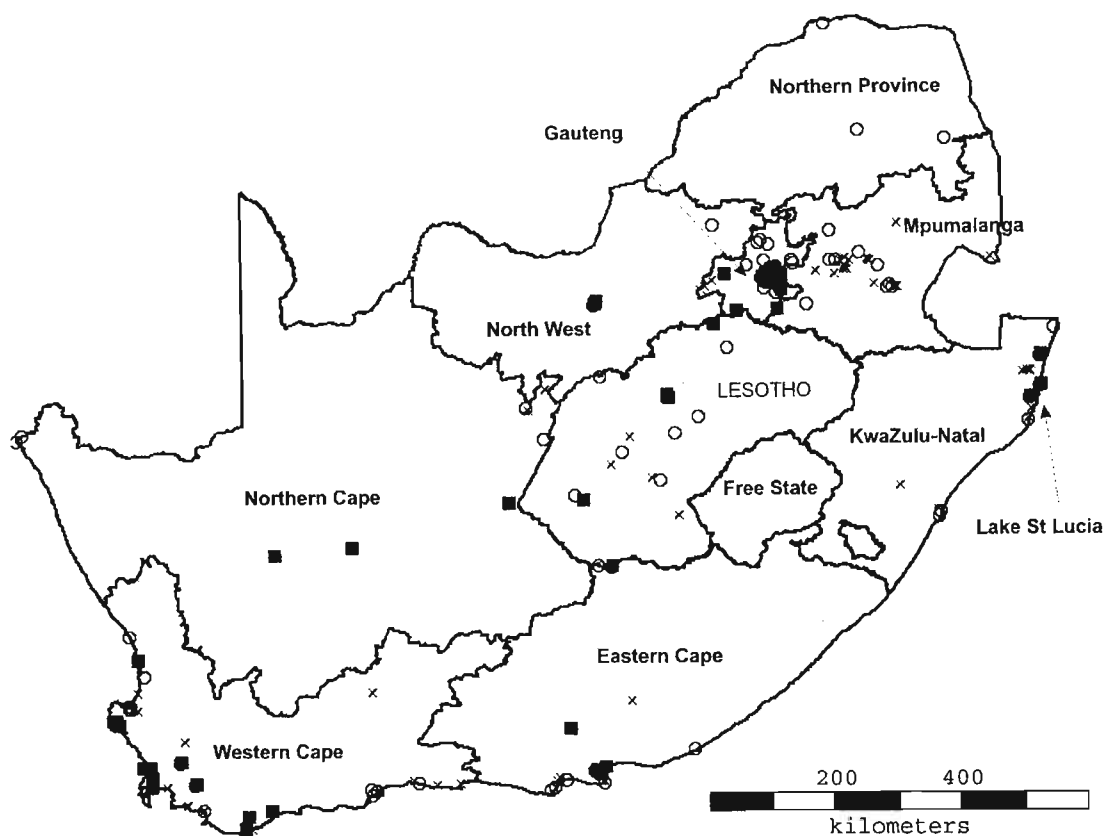 Northern Province
Gauteng
Mpumalanga
North West
LESOTHO
KwaZulu-Natal
Northern Cape
Free State
Lake St Lucia
Eastern Cape
Western Cape
200 400
kilometers